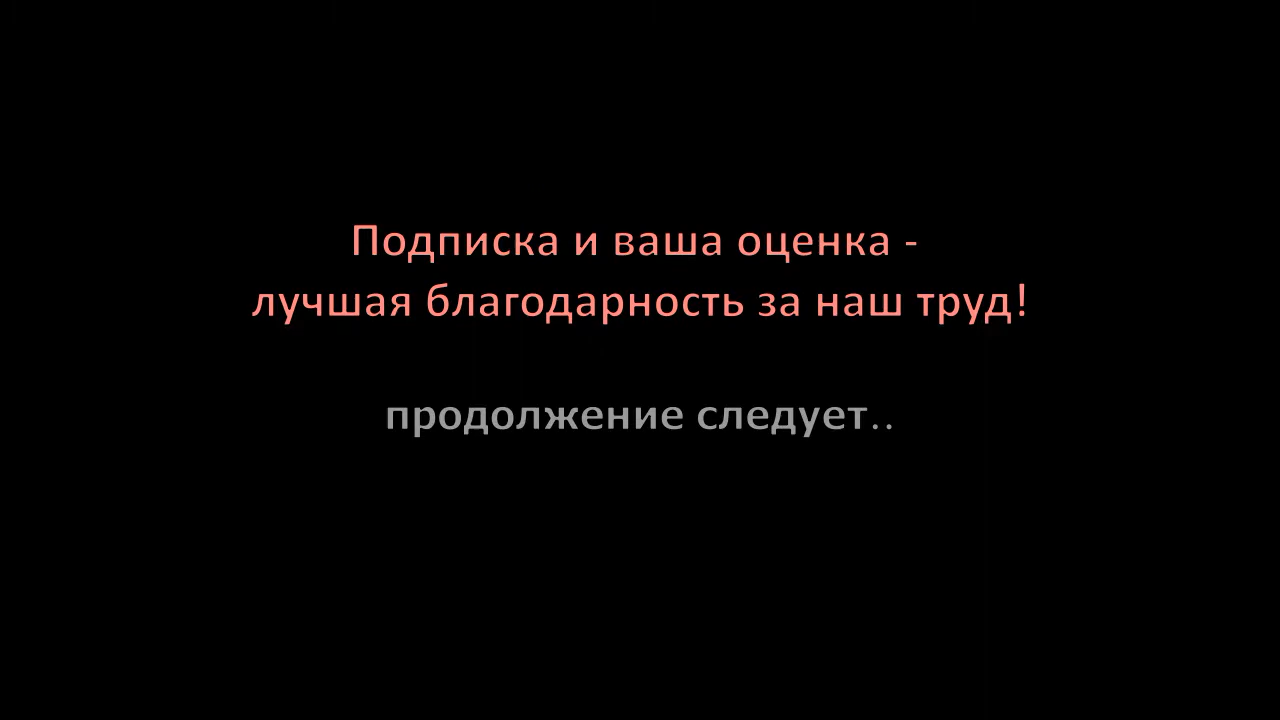 Подписка и ваша оценка -
лучшая благодарность за наш труд!
продолжение следует..